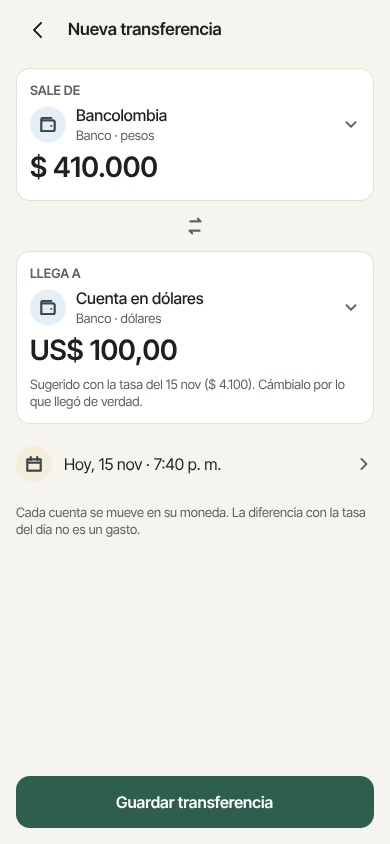 Nueva transferencia
SALE DE
Bancolombia
Banco · pesos
$ 410.000
LLEGA A
Cuenta en dólares
Banco · dólares
US$ 100,00
Sugerido con la tasa del 15 nov ($ 4.100). Cámbialo por lo
que llegó de verdad.
Hoy, 15 nov · 7:40 p. m.
Cada cuenta se mueve en su moneda. La diferencia con la tasa
del día no es un gasto.
Guardar transferencia